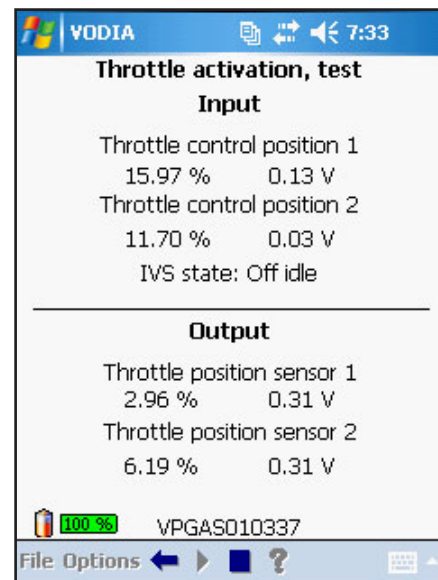 VODIA 7:33
Throttle activation, test
Input
Throttle control position 1
15.97 % 0.13 V
Throttle control position 2
11.70 % 0.03 V
IVS state: Off idle
Output
Throttle position sensor 1
2.96 % 0.31 V
Throttle position sensor 2
6.19 % 0.31 V
100 % VPGAS010337
File Options ?